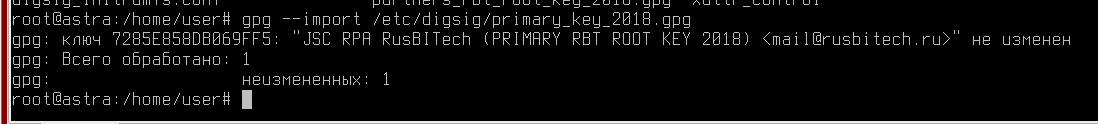 root@astra:/home/user# gpg --import /etc/digsig/primary_key_2018.gpg
gpg: ключ 7285E858DB069FF5: "JSC RPA RusBITech (PRIMARY RBT ROOT KEY 2018) <mail@rusbitech.ru>" не изменен
gpg: Всего обработано: 1
gpg:                 неизмененных: 1
root@astra:/home/user#